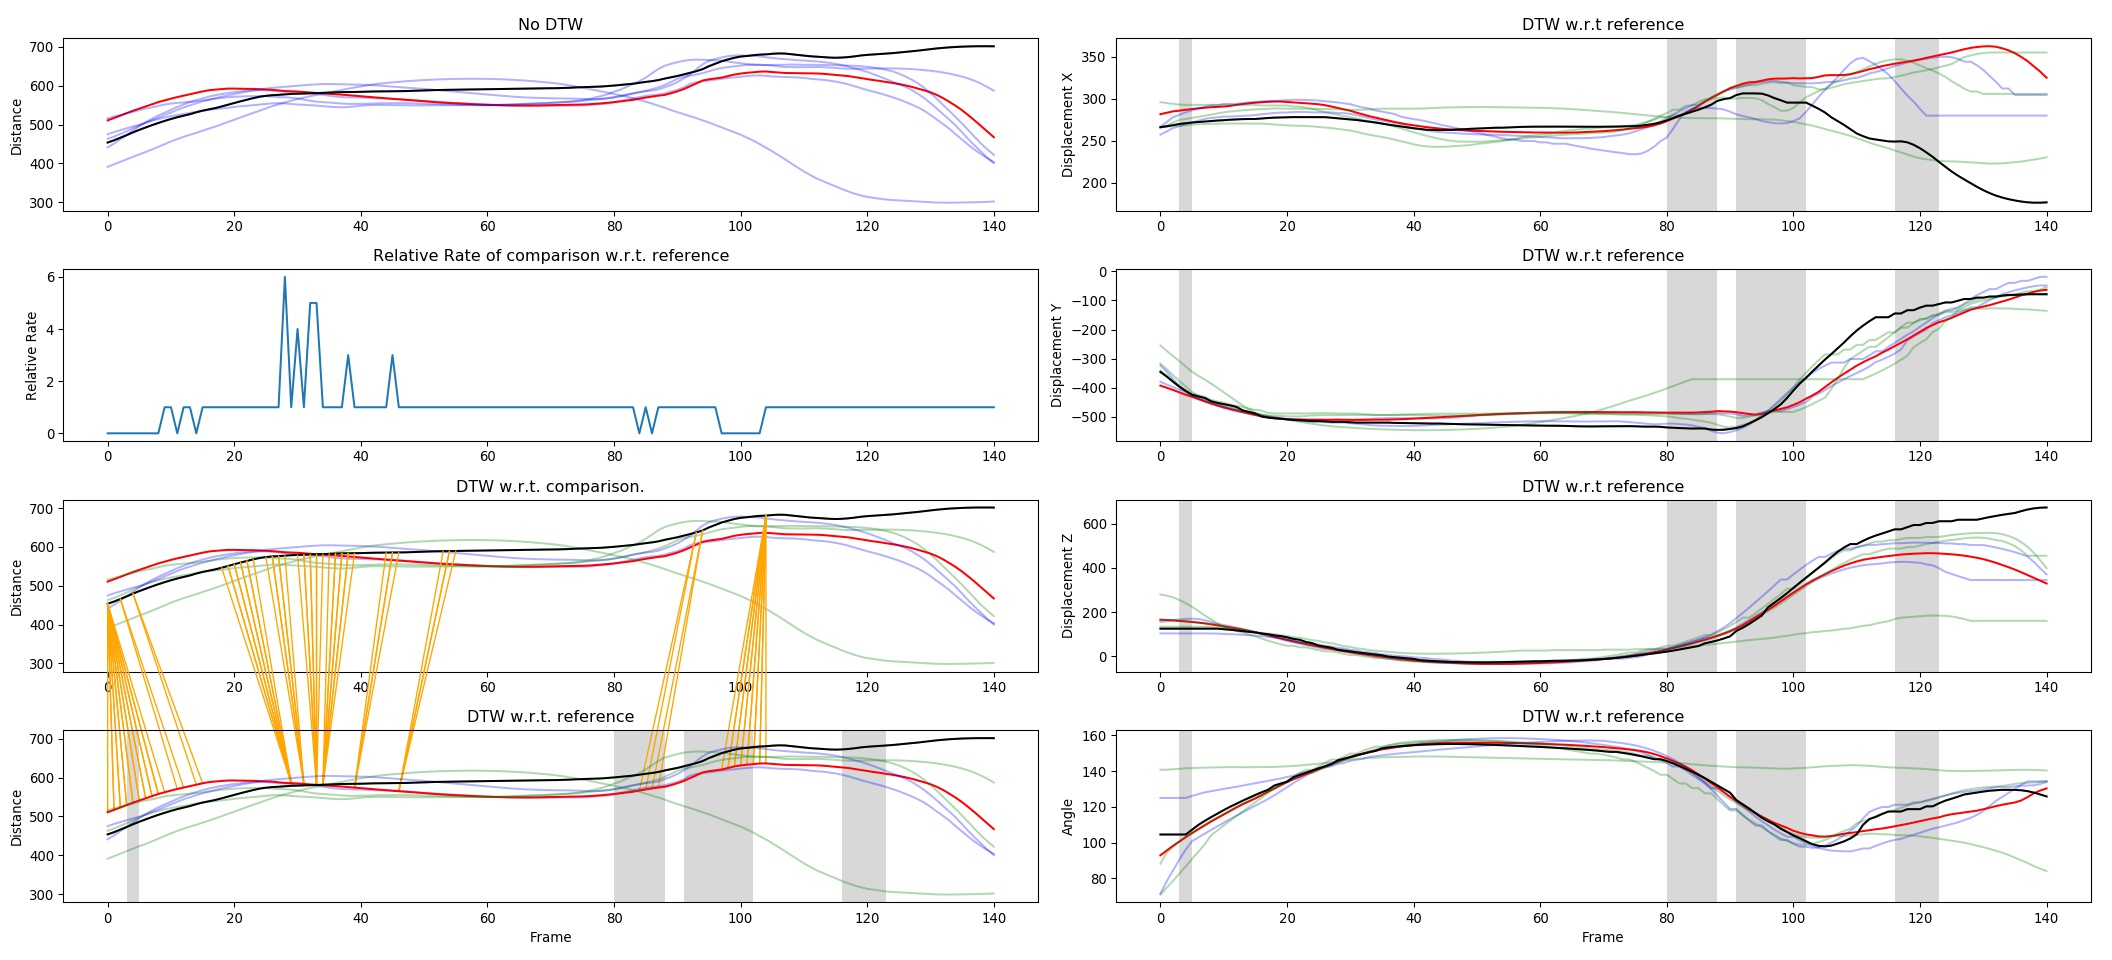 No DTW
Distance
700
600
500
400
300
0 20 40 60 80 100 120 140
Relative Rate of comparison w.r.t. reference
Relative Rate
6
4
2
0
0 20 40 60 80 100 120 140
DTW w.r.t. comparison.
Distance
700
600
500
400
300
0 20 40 60 80 100 120 140
DTW w.r.t. reference
Distance
700
600
500
400
300
0 20 40 60 80 100 120 140
Frame
DTW w.r.t reference
Displacement X
350
300
250
200
0 20 40 60 80 100 120 140
DTW w.r.t reference
Displacement Y
0
−100
−200
−300
−400
−500
0 20 40 60 80 100 120 140
DTW w.r.t reference
Displacement Z
600
400
200
0
0 20 40 60 80 100 120 140
DTW w.r.t reference
Angle
160
140
120
100
80
0 20 40 60 80 100 120 140
Frame